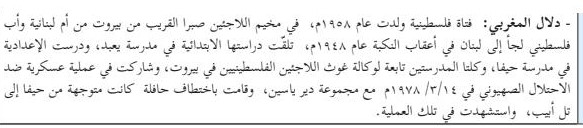 - دلال المغربي: فتاة فلسطينية ولدت عام ١٩٥٨م، في مخيم اللاجئين صبرا القريب من بيروت من أم لبنانية وأب
فلسطيني لجأ إلى لبنان في أعقاب النكبة عام ١٩٤٨م، تلقّت دراستها الابتدائية في مدرسة يعبد، ودرست الإعدادية
في مدرسة حيفا، وكلتا المدرستين تابعة لوكالة غوث اللاجئين الفلسطينيين في بيروت، وشاركت في عملية عسكرية ضد
الاحتلال الصهيوني في ١٤/ ٣/ ١٩٧٨م مع مجموعة دير ياسين، وقامت باختطاف حافلة كانت متوجهة من حيفا إلى
تل أبيب، واستشهدت في تلك العملية.